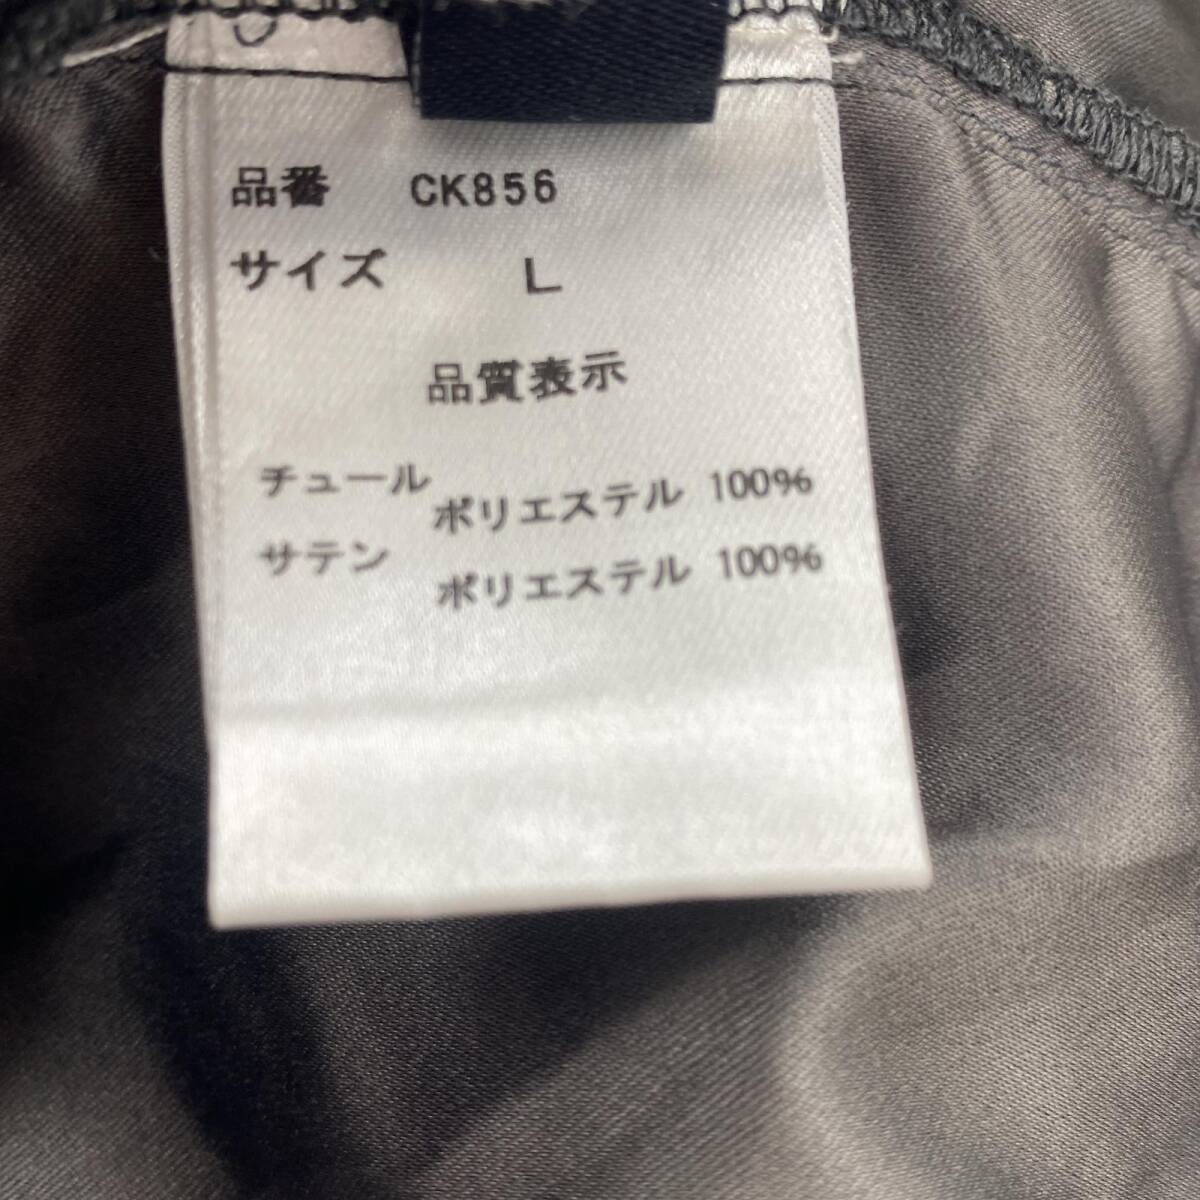 品番 CK856
サイズ L
品質表示
チュール
ポリエステル 100%
サテン
ポリエステル 100%